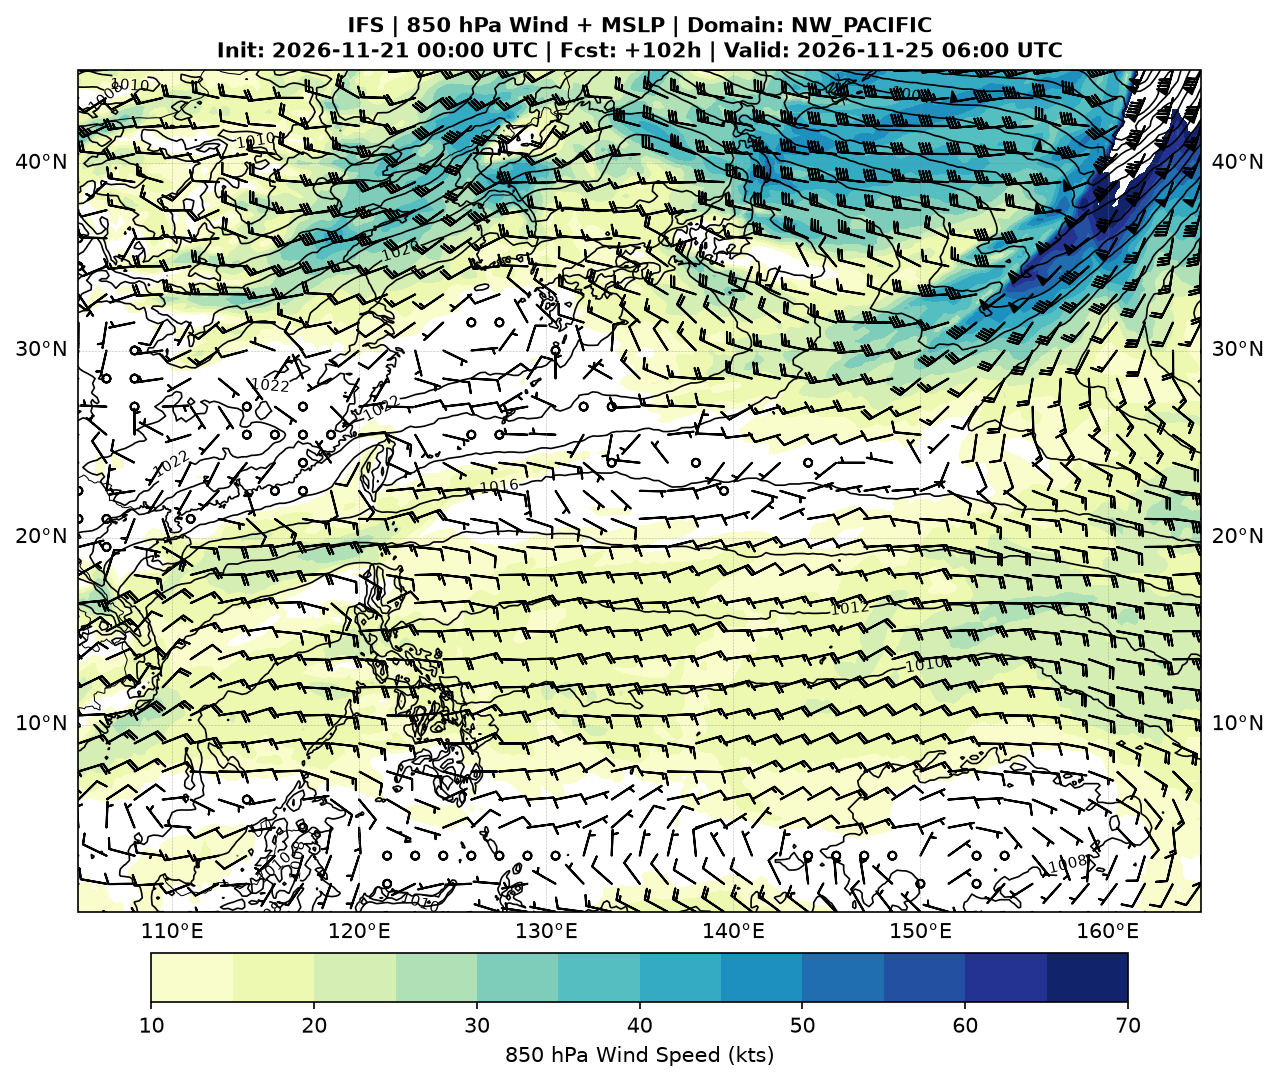 IFS | 850 hPa Wind + MSLP | Domain: NW_PACIFIC
Init: 2026-11-21 00:00 UTC | Fcst: +102h | Valid: 2026-11-25 06:00 UTC
1010
1010
40°N
40°N
30°N
30°N
1022
1022
1022
1016
20°N
20°N
1012
1010
10°N
10°N
1008
1010
110°E 120°E 130°E 140°E 150°E 160°E
10 20 30 40 50 60 70
850 hPa Wind Speed (kts)